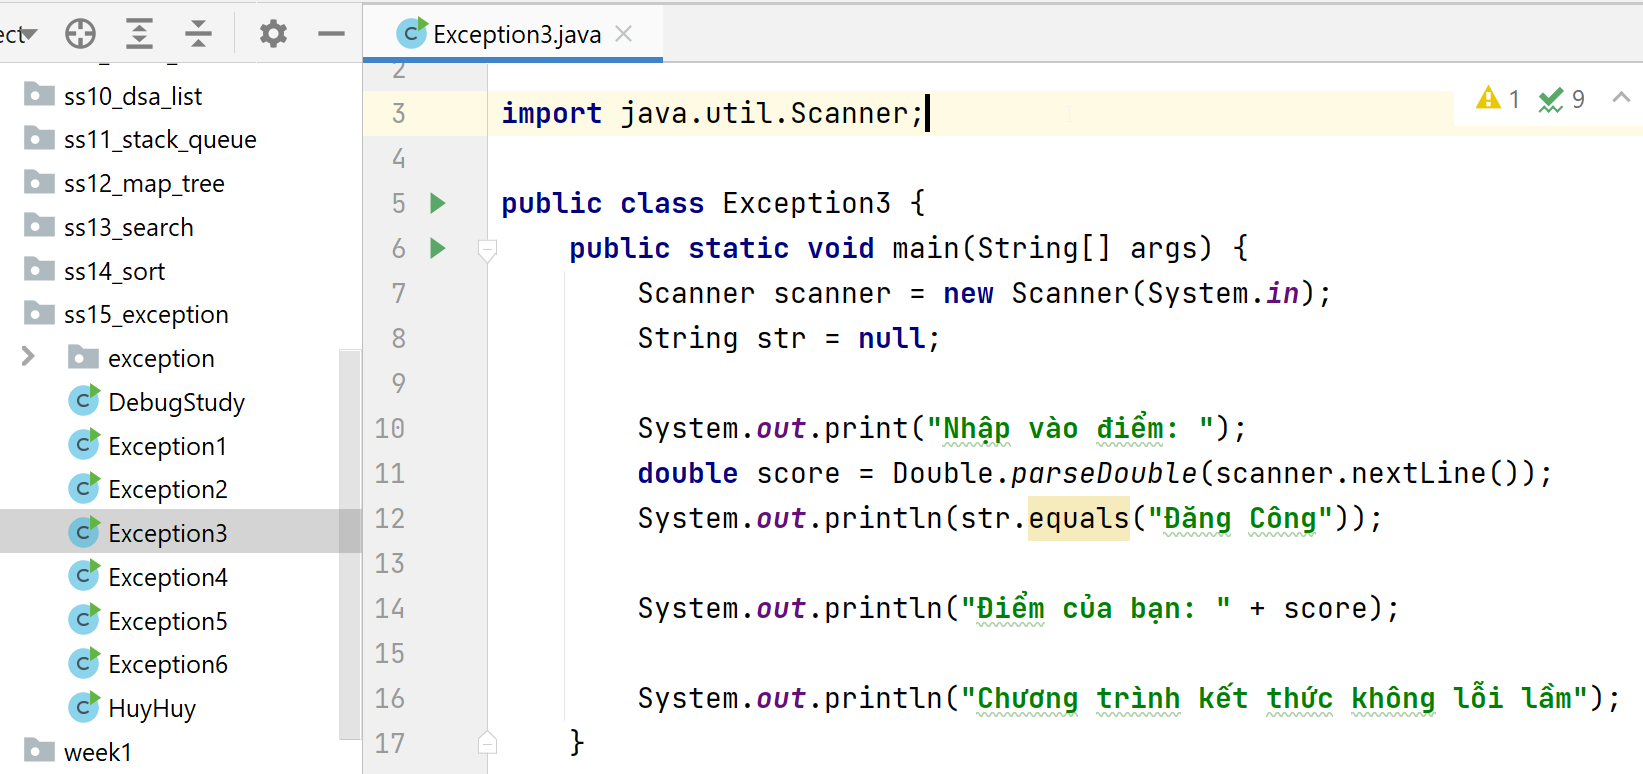 ect
Exception3.java
ss10_dsa_list
ss11_stack_queue
ss12_map_tree
ss13_search
ss14_sort
ss15_exception
exception
DebugStudy
Exception1
Exception2
Exception3
Exception4
Exception5
Exception6
HuyHuy
week1
1 9
2
3 import java.util.Scanner;
4
5 public class Exception3 {
6 public static void main(String[] args) {
7 Scanner scanner = new Scanner(System.in);
8 String str = null;
9
10 System.out.print("Nhập vào điểm: ");
11 double score = Double.parseDouble(scanner.nextLine());
12 System.out.println(str.equals("Đăng Công"));
13
14 System.out.println("Điểm của bạn: " + score);
15
16 System.out.println("Chương trình kết thức không lỗi lầm");
17 }